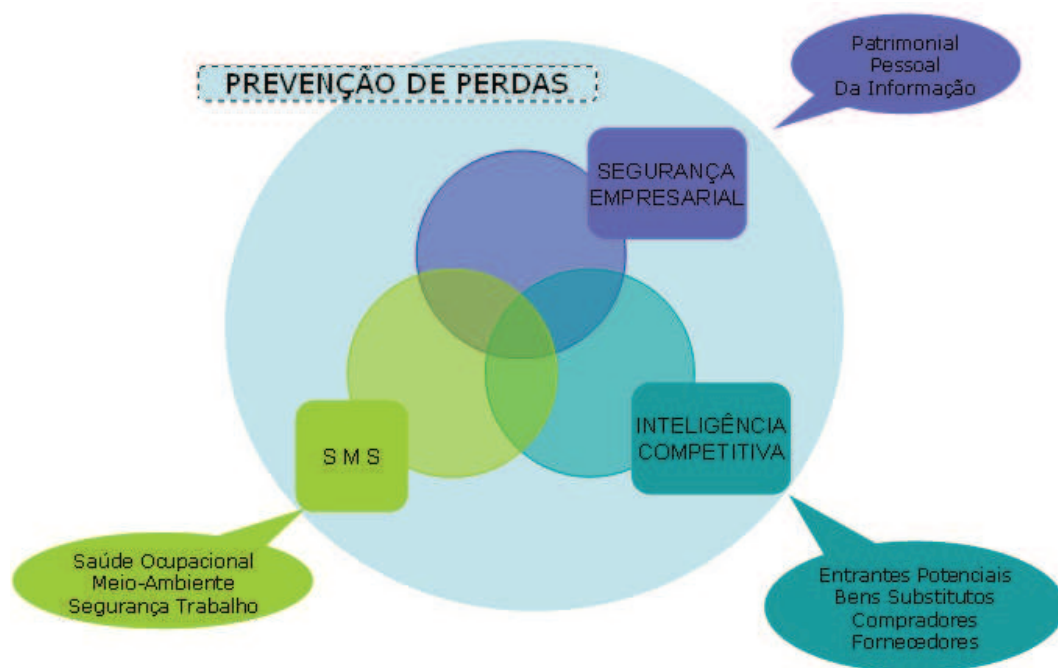 Patrimonial
Pessoal
Da Informação
PREVENÇÃO DE PERDAS
SEGURANÇA
EMPRESARIAL
INTELIGÊNCIA
COMPETITIVA
S M S
Saúde Ocupacional
Meio-Ambiente
Segurança Trabalho
Entrantes Potenciais
Bens Substitutos
Compradores
Fornecedores